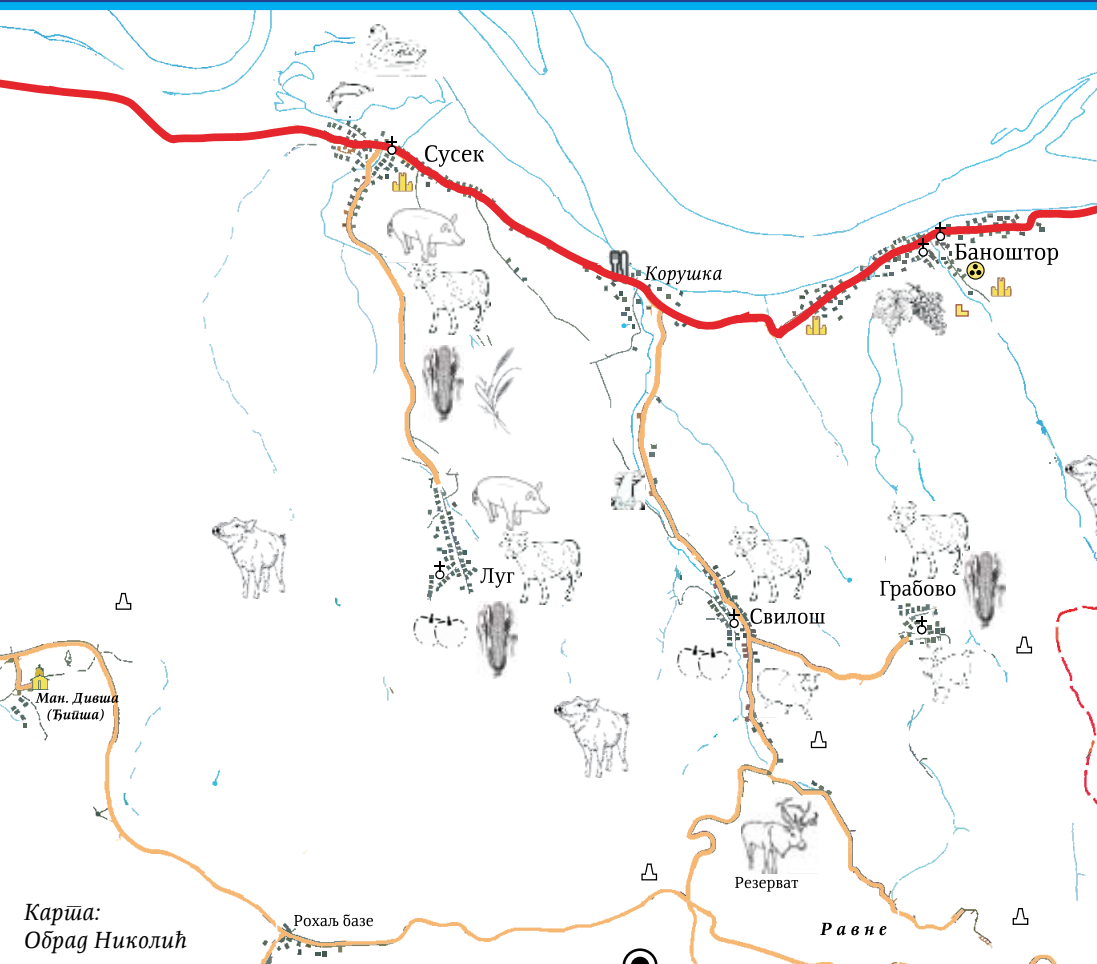 Сусек
Корушка
Баноштор
Луг
Грабово
Свилош
Ман. Дивша
(Ђипша)
Резерват
Рохаљ базе
Карта:
Обрад Николић
Равне